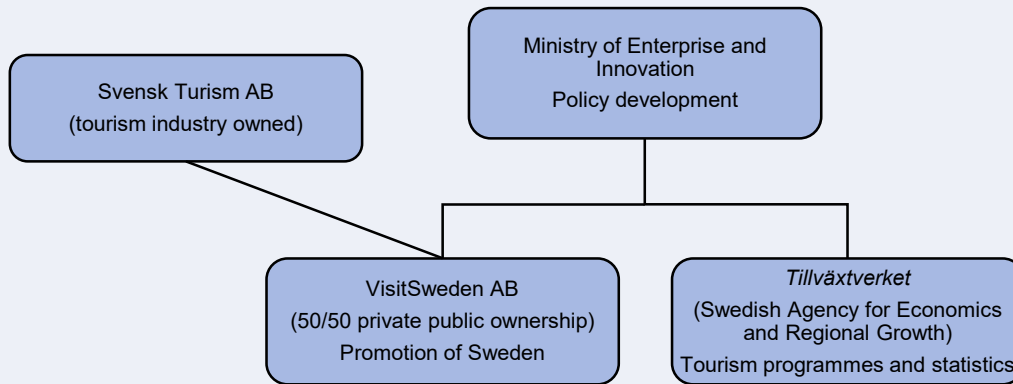 Ministry of Enterprise and
Innovation
Policy development
Svensk Turism AB
(tourism industry owned)
VisitSweden AB
(50/50 private public ownership)
Promotion of Sweden
Tillväxtverket
(Swedish Agency for Economics
and Regional Growth)
Tourism programmes and statistics